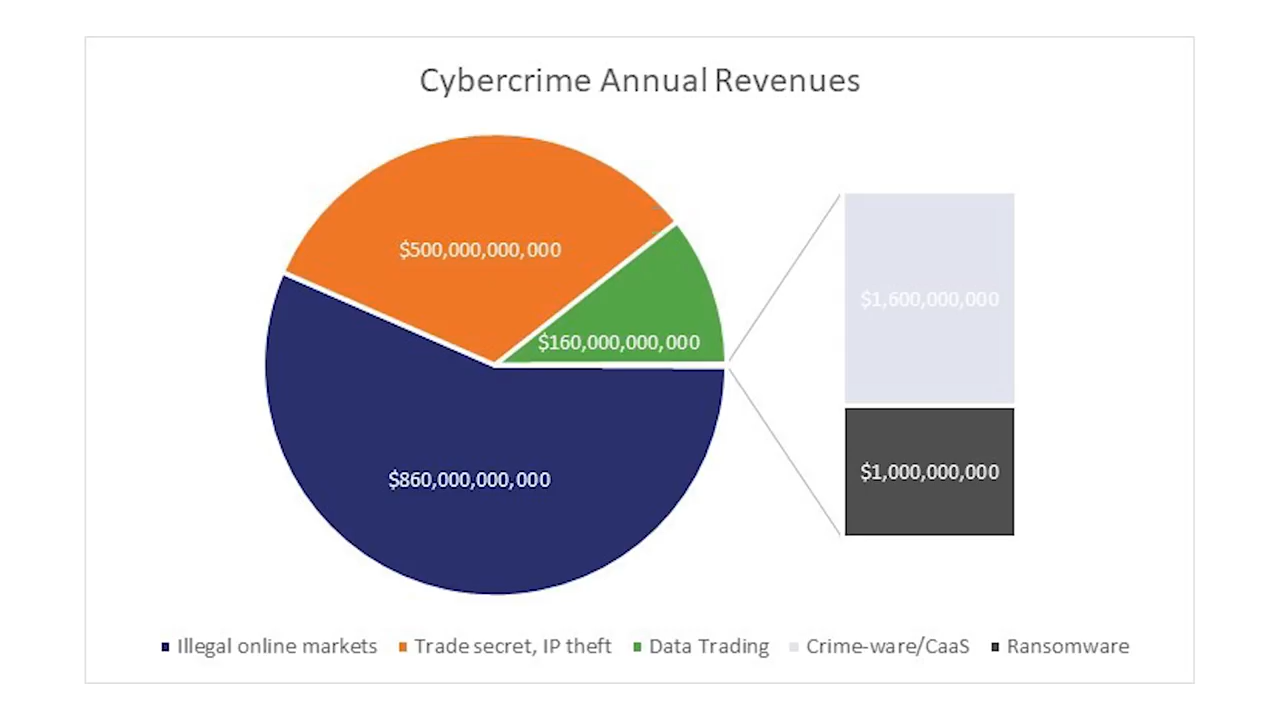 Cybercrime Annual Revenues
$500,000,000,000
$160,000,000,000
$860,000,000,000
$1,600,000,000
$1,000,000,000
Illegal online markets
Trade secret, IP theft
Data Trading
Crime-ware/CaaS
Ransomware